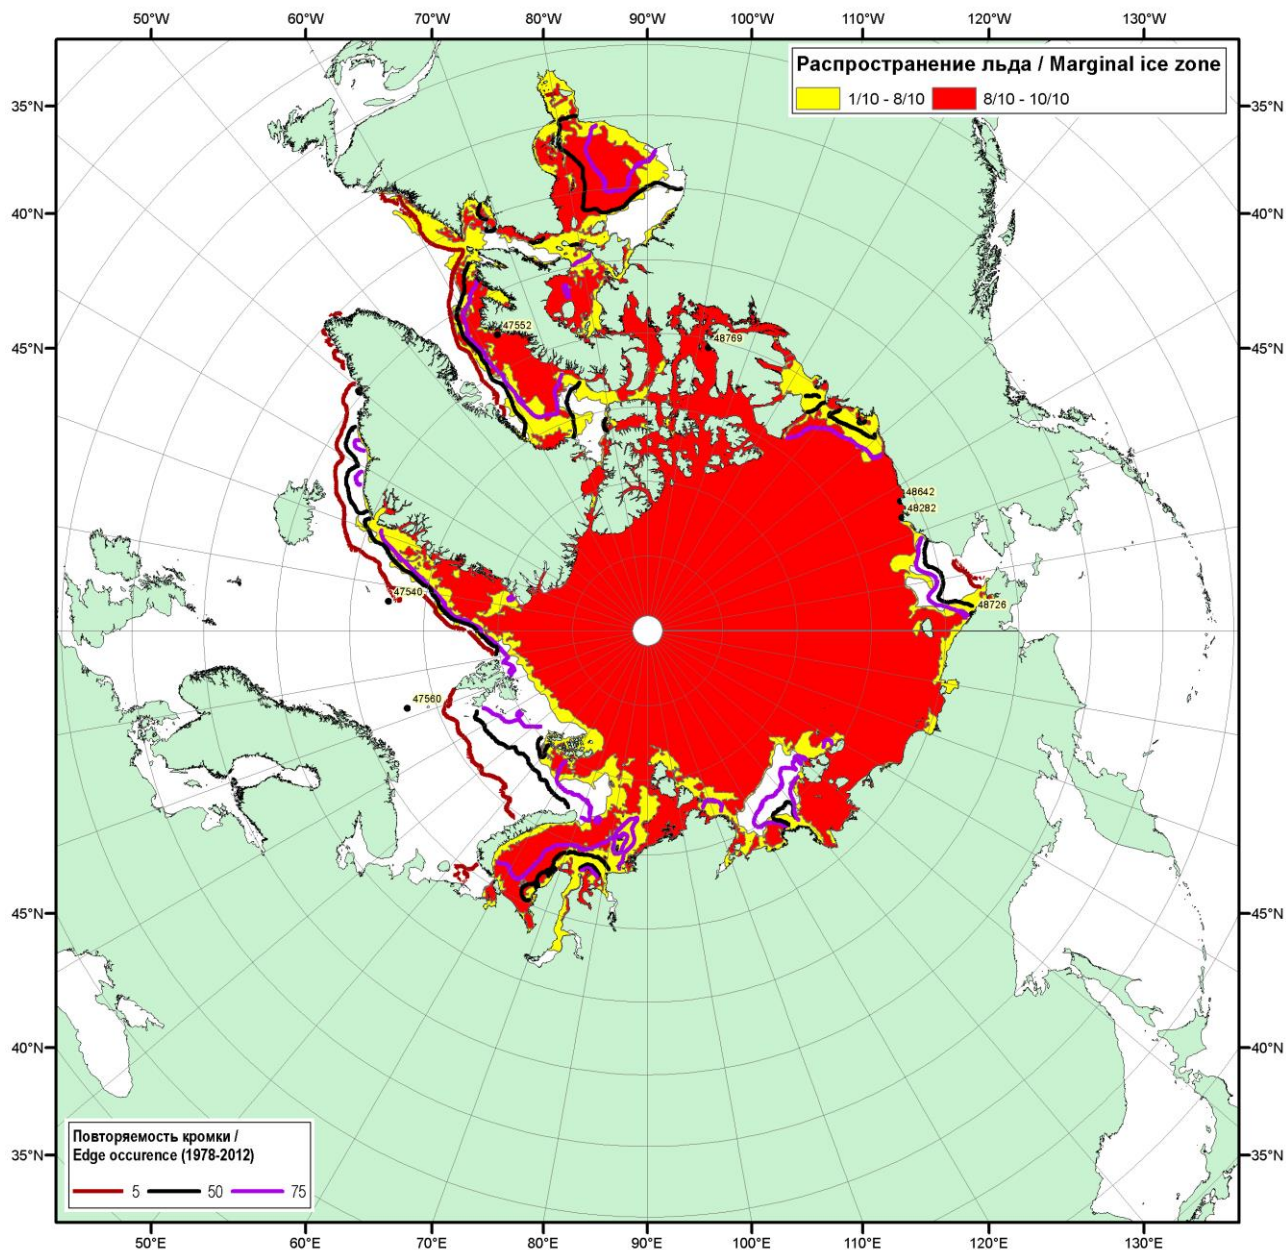 50°W 60°W 70°W 80°W 90°W 100°W 110°W 120°W 130°W
Распространение льда / Marginal ice zone
1/10 - 8/10 8/10 - 10/10
35°N 35°N
40°N 40°N
47552
48769
45°N 45°N
48642
48282
47540
48726
47560
45°N 45°N
40°N 40°N
Повторяемость кромки /
Edge occurence (1978-2012)
5 50 75
35°N 35°N
50°E 60°E 70°E 80°E 90°E 100°E 110°E 120°E 130°E